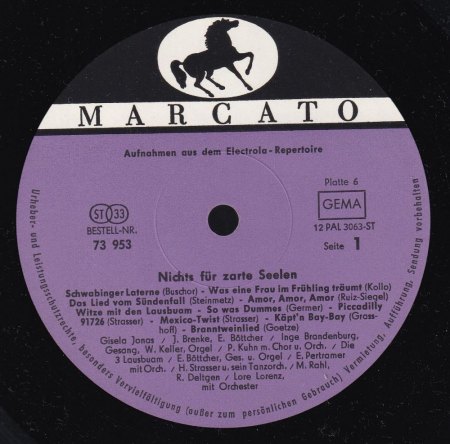 MARCATO
Aufnahmen aus dem Electrola-Repertoire
Platte 6
ST 33
GEMA
BESTELL-NR.
12 PAL 3063-ST
73 953
Seite 1
Nichts für zarte Seelen
Schwabinger Laterne (Buschor) - Was eine Frau im Frühling träumt (Kollo)
Das Lied vom Sündenfall (Steinmetz) - Amor, Amor, Amor (Ruiz-Siegel)
Witze mit den Lausbuam - So was Dummes (Germer) - Piccadilly
91726 (Strasser) - Mexico-Twist (Strasser) - Käpt'n Bay-Bay (Grass-
hoff) - Branntweinlied (Goetze)
Gisela Jonas / J. Brenke, E. Böttcher / Inge Brandenburg,
Gesang, W. Keller, Orgel / P. Kuhn m. Chor u. Orch. / Die
3 Lausbuam / E. Böttcher, Ges. u. Orgel / E. Pertramer
mit Orch. / H. Strasser u. sein Tanzorch. / M. Rahl,
R. Deltgen / Lore Lorenz,
mit Orchester
Urheber- und Leistungsschutzrechte, besonders Vervielfältigung (außer zum persönlichen Gebrauch) Vermietung, Aufführung, Sendung vorbehalten